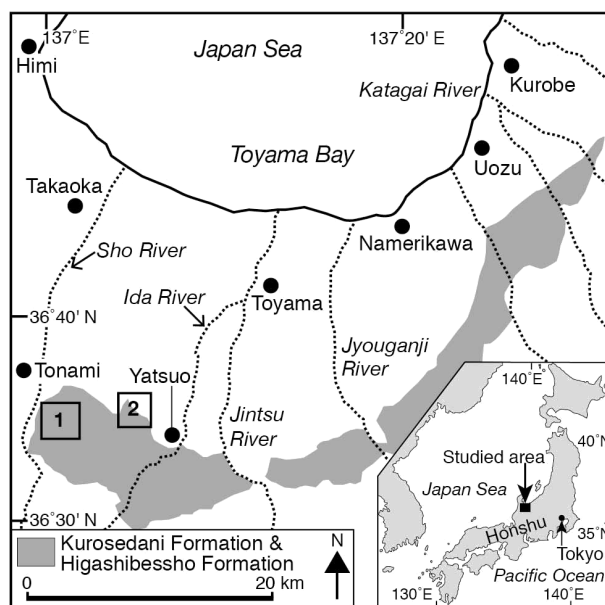 137˚E
137˚20' E
Himi
Japan Sea
Kurobe
Katagai River
Toyama Bay
Uozu
Takaoka
Namerikawa
Sho River
Ida River
Toyama
36˚40' N
Tonami
Yatsuo
Jyouganji
River
1
2
Jintsu
River
36˚30' N
140˚E
40˚N
Studied area
Japan Sea
Honshu
35˚N
Tokyo
Pacific Ocean
130˚E
140˚E
Kurosedani Formation &
Higashibessho Formation
N
0
20 km